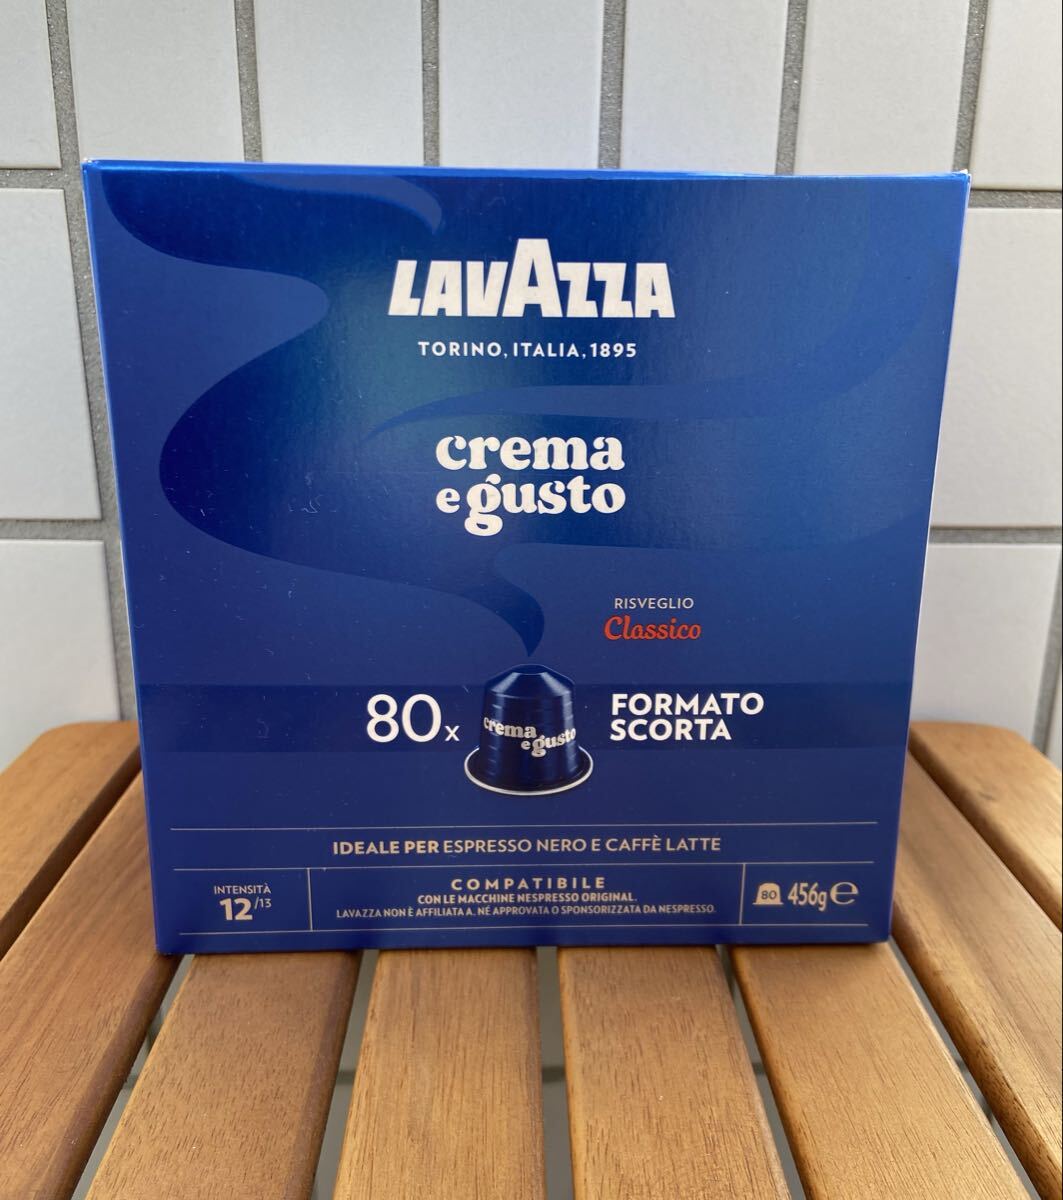 LAVAZZA
TORINO, ITALIA, 1895
crema
e gusto
RISVEGLIO
Classico
80x
crema
e gusto
FORMATO
SCORTA
IDEALE PER ESPRESSO NERO E CAFFÈ LATTE
INTENSITÀ
12/13
COMPATIBILE
CON LE MACCHINE NESPRESSO ORIGINAL.
LAVAZZA NON È AFFILIATA A, NÉ APPROVATA O SPONSORIZZATA DA NESPRESSO.
80 456g e